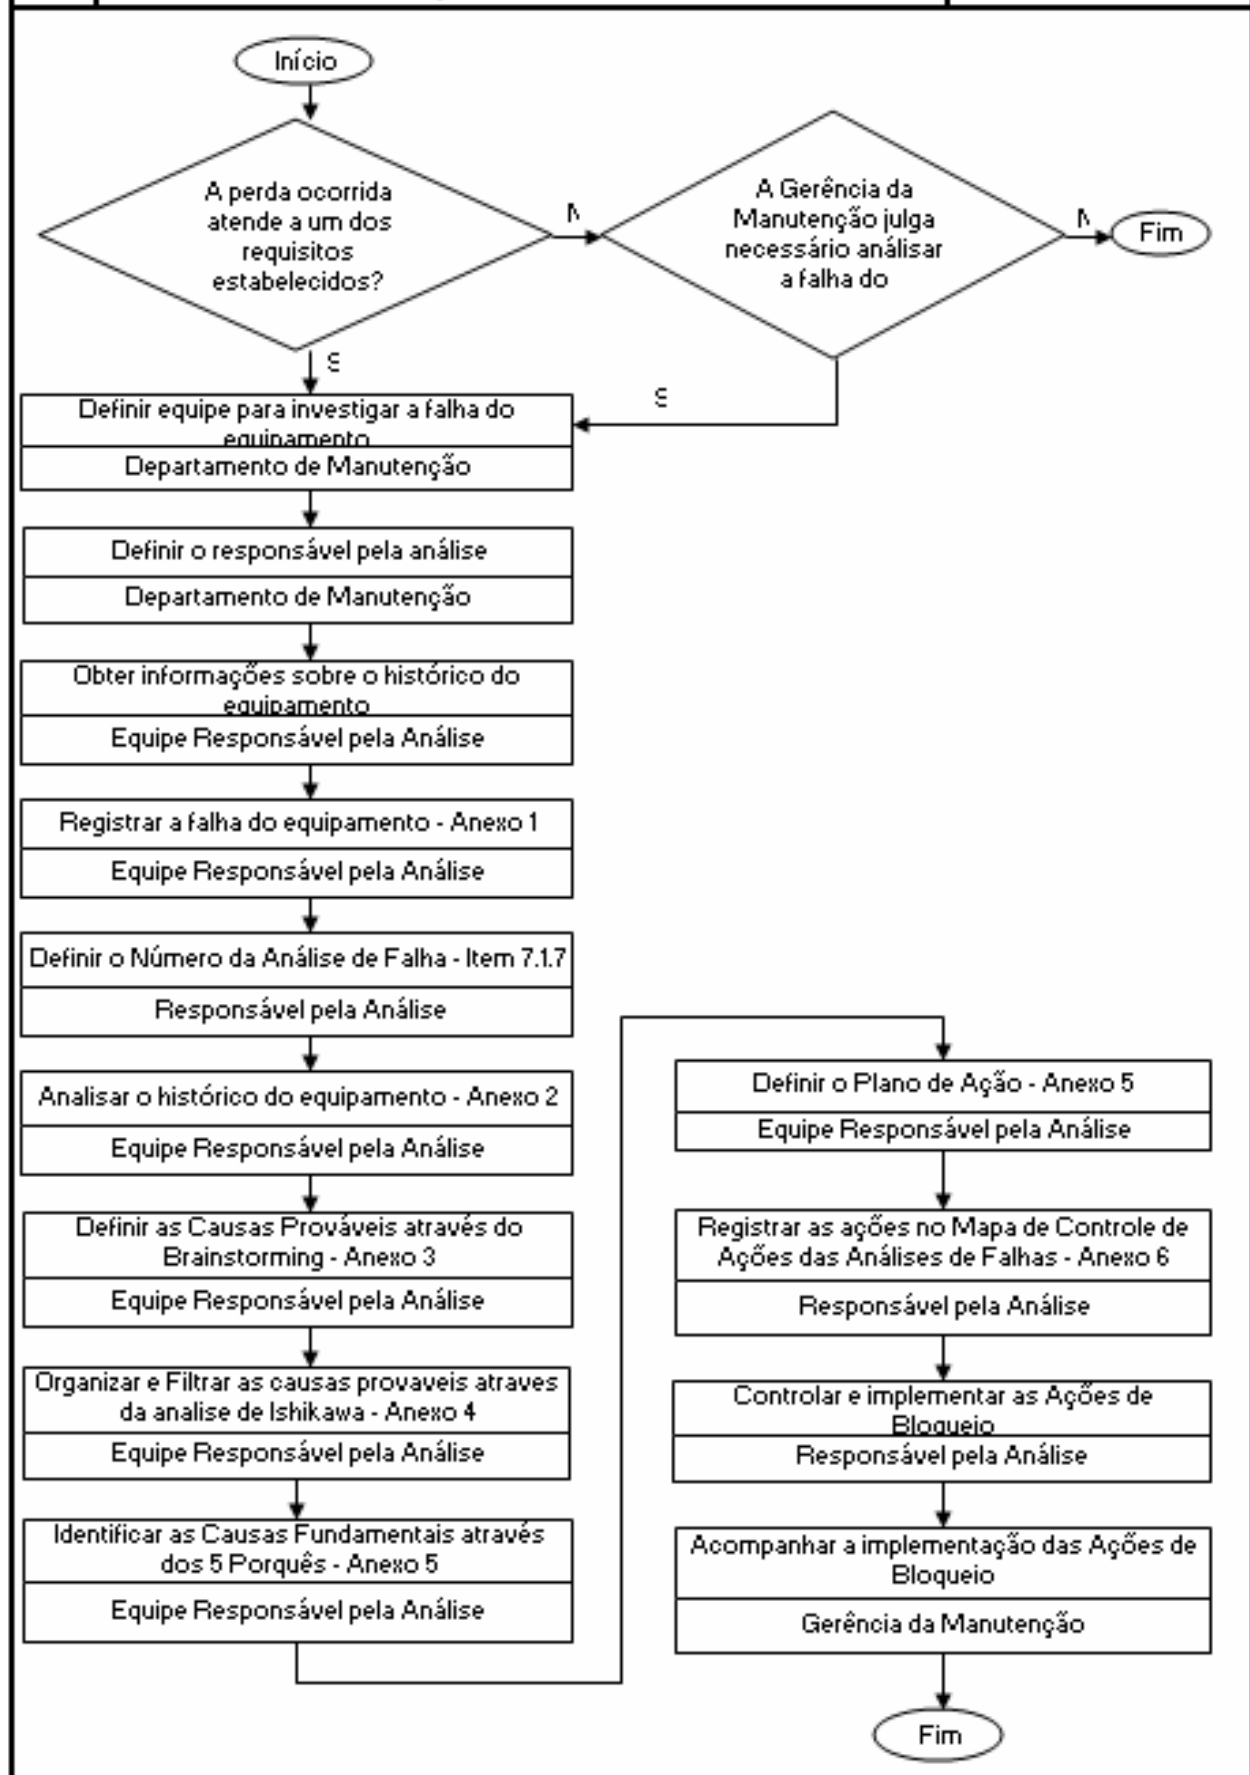 Início
A perda ocorrida
atende a um dos
requisitos
estabelecidos?
A Gerência da
Manutenção julga
necessário análisar
a falha do
Fim
Definir equipe para investigar a falha do
equipamento
Departamento de Manutenção
Definir o responsável pela análise
Departamento de Manutenção
Obter informações sobre o histórico do
equipamento
Equipe Responsável pela Análise
Registrar a falha do equipamento - Anexo 1
Equipe Responsável pela Análise
Definir o Número da Análise de Falha - Item 7.1.7
Responsável pela Análise
Analisar o histórico do equipamento - Anexo 2
Equipe Responsável pela Análise
Definir as Causas Prováveis através do
Brainstorming - Anexo 3
Equipe Responsável pela Análise
Organizar e Filtrar as causas provaveis atraves
da analise de Ishikawa - Anexo 4
Equipe Responsável pela Análise
Identificar as Causas Fundamentais através
dos 5 Porquês - Anexo 5
Equipe Responsável pela Análise
Definir o Plano de Ação - Anexo 5
Equipe Responsável pela Análise
Registrar as ações no Mapa de Controle de
Ações das Análises de Falhas - Anexo 6
Responsável pela Análise
Controlar e implementar as Ações de
Bloqueio
Responsável pela Análise
Acompanhar a implementação das Ações de
Bloqueio
Gerência da Manutenção
Fim